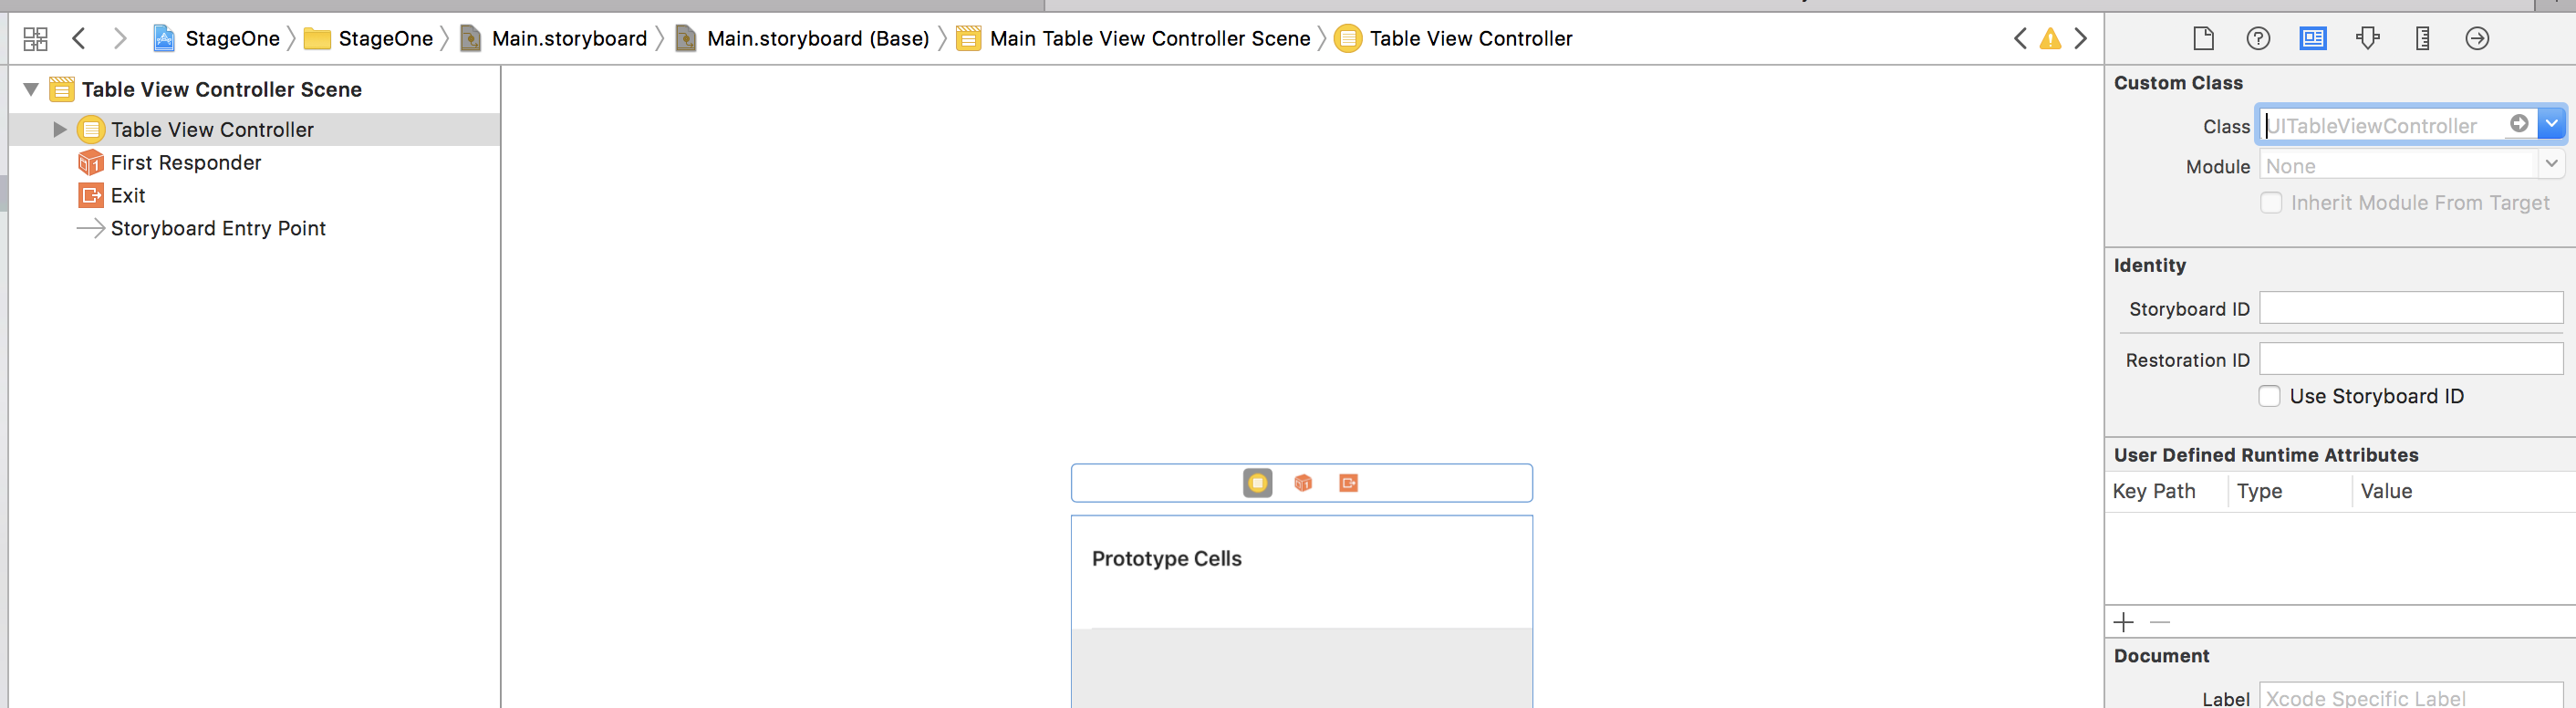 StageOne StageOne Main.storyboard Main.storyboard (Base) Main Table View Controller Scene Table View Controller
Table View Controller Scene
Table View Controller
First Responder
Exit
Storyboard Entry Point
Prototype Cells
Custom Class
Class UITableViewController
Module None
Inherit Module From Target
Identity
Storyboard ID
Restoration ID
Use Storyboard ID
User Defined Runtime Attributes
Key Path Type Value
Document
Label Xcode Specific Label